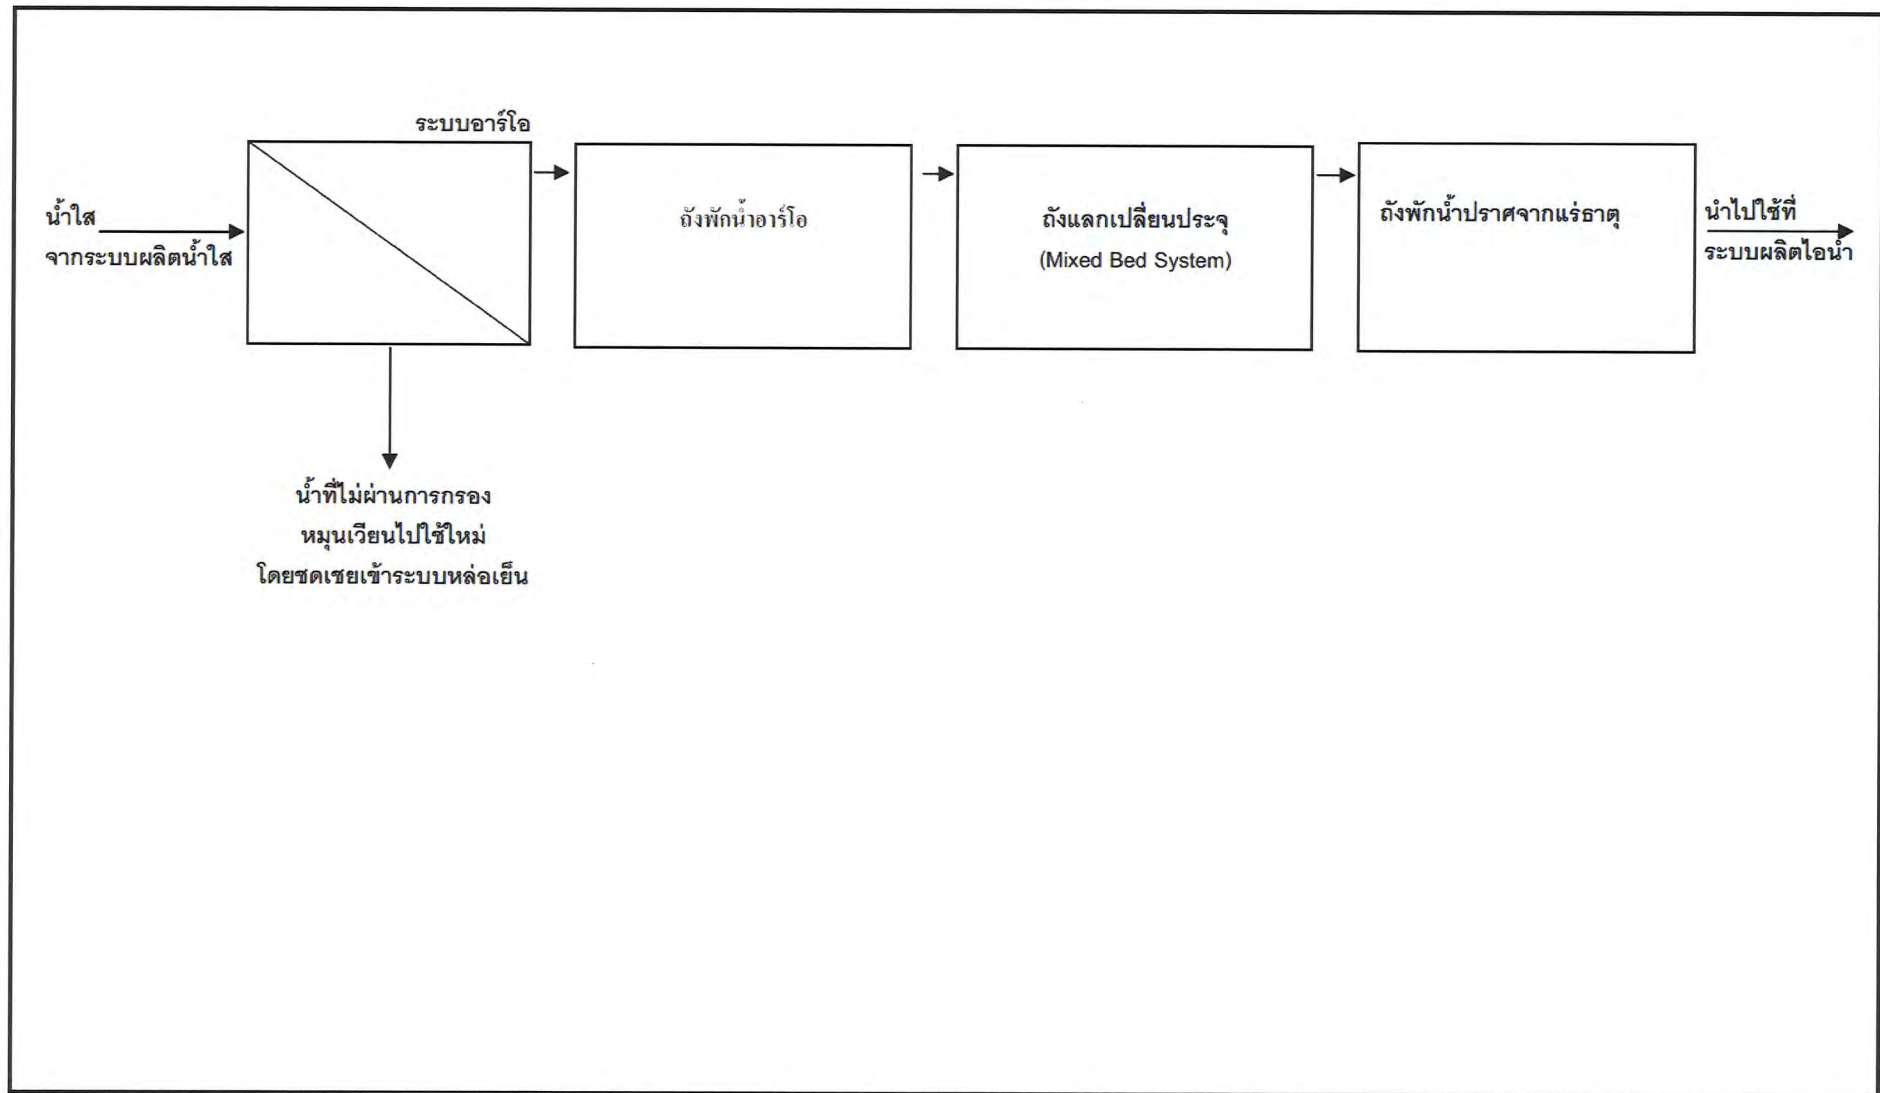 ระบบอาร์โอ
น้ำใส
จากระบบผลิตน้ำใส
ถังพักน้ำอาร์โอ
ถังแลกเปลี่ยนประจุ
(Mixed Bed System)
ถังพักน้ำปราศจากแร่ธาตุ
นำไปใช้ที่
ระบบผลิตไอน้ำ
น้ำที่ไม่ผ่านการกรอง
หมุนเวียนไปใช้ใหม่
โดยชดเชยเข้าระบบหล่อเย็น